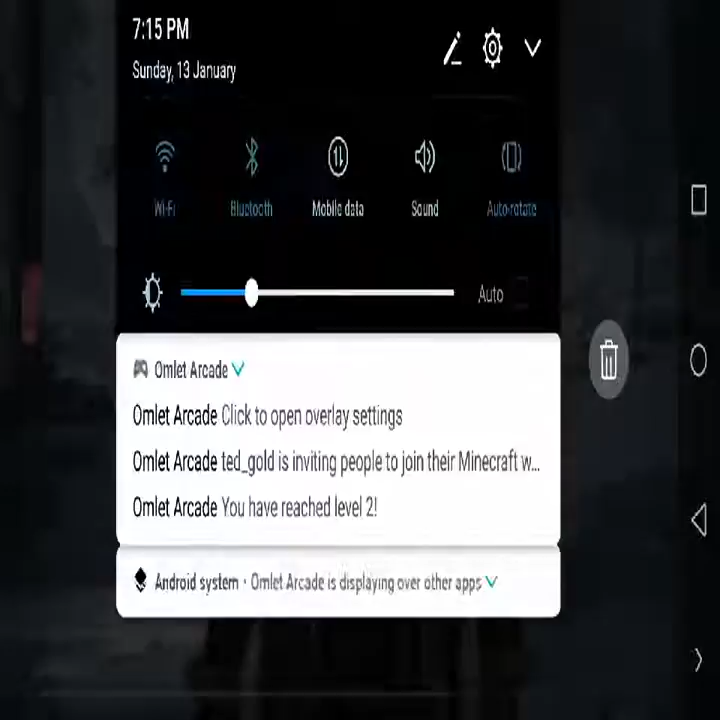 7:15 PM
Sunday, 13 January
Wi-Fi
Bluetooth
Mobile data
Sound
Auto-rotate
Auto
Omlet Arcade
Omlet Arcade Click to open overlay settings
Omlet Arcade ted_gold is inviting people to join their Minecraft w...
Omlet Arcade You have reached level 2!
Android system · Omlet Arcade is displaying over other apps